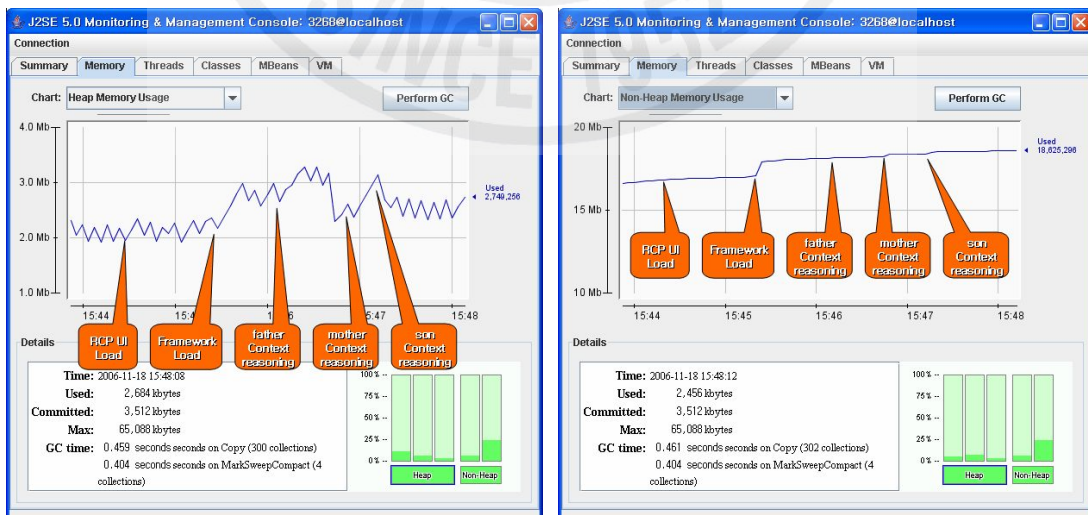 SINCE 1952
J2SE 5.0 Monitoring & Management Console: 3268@localhost
Connection
Summary Memory Threads Classes MBeans VM
Chart: Heap Memory Usage Perform GC
4.0 Mb
3.0 Mb
2.0 Mb
1.0 Mb
Used
2,749,256
15:44 15:4 15:46 15:47 15:48
RCP UI
Load
Framework
Load
father
Context
reasoning
mother
Context
reasoning
son
Context
reasoning
Details
Time: 2006-11-18 15:48:08
Used: 2,684 kbytes
Committed: 3,512 kbytes
Max: 65,088 kbytes
GC time: 0.459 seconds seconds on Copy (300 collections)
0.404 seconds seconds on MarkSweepCompact (4
collections)
100% --
75% --
50% --
25% --
0% --
Heap Non-Heap
J2SE 5.0 Monitoring & Management Console: 3268@localhost
Connection
Summary Memory Threads Classes MBeans VM
Chart: Non-Heap Memory Usage Perform GC
20 Mb
15 Mb
10 Mb
Used
18,625,296
RCP UI
Load
Framework
Load
father
Context
reasoning
mother
Context
reasoning
son
Context
reasoning
15:44 15:45 15:46 15:47 15:48
Details
Time: 2006-11-18 15:48:12
Used: 2,456 kbytes
Committed: 3,512 kbytes
Max: 65,088 kbytes
GC time: 0.461 seconds seconds on Copy (302 collections)
0.404 seconds seconds on MarkSweepCompact (4
collections)
100% --
75% --
50% --
25% --
0% --
Heap Non-Heap